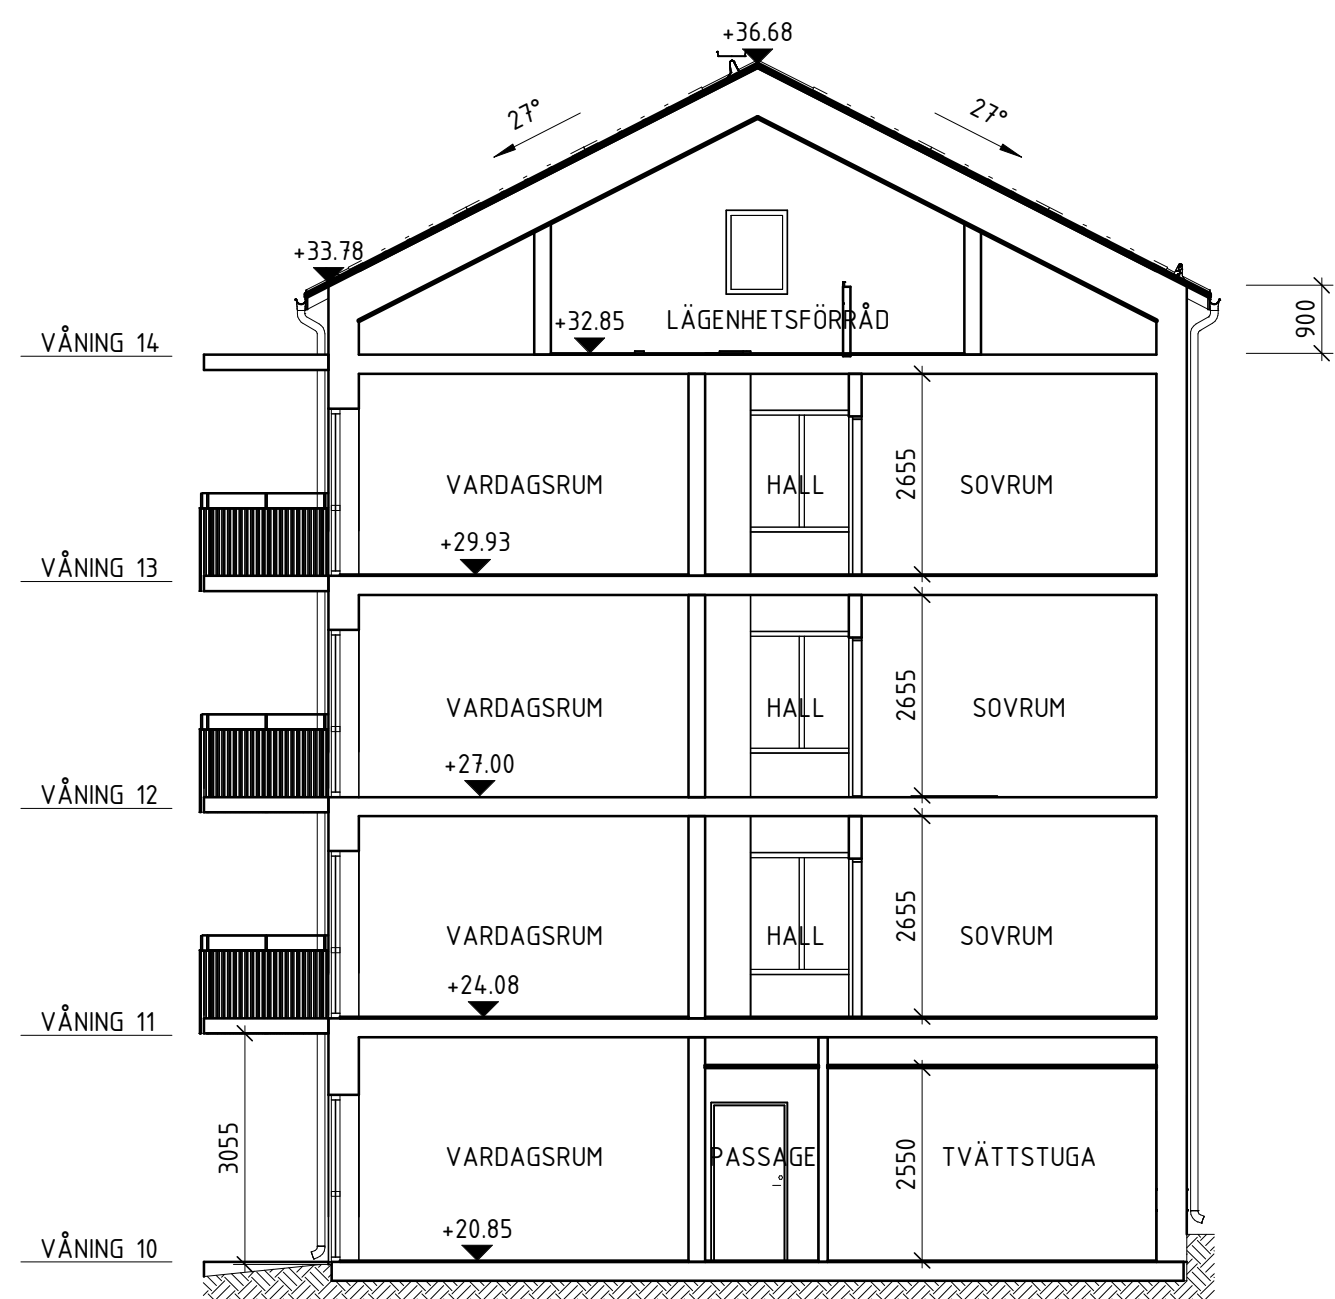 +36.68
27°
27°
+33.78
+32.85
LÄGENHETSFÖRRÅD
900
VÅNING 14
VARDAGSRUM
HALL
2655
SOVRUM
+29.93
VÅNING 13
VARDAGSRUM
HALL
2655
SOVRUM
+27.00
VÅNING 12
VARDAGSRUM
HALL
2655
SOVRUM
+24.08
VÅNING 11
3055
VARDAGSRUM
PASSAGE
2550
TVÄTTSTUGA
+20.85
VÅNING 10